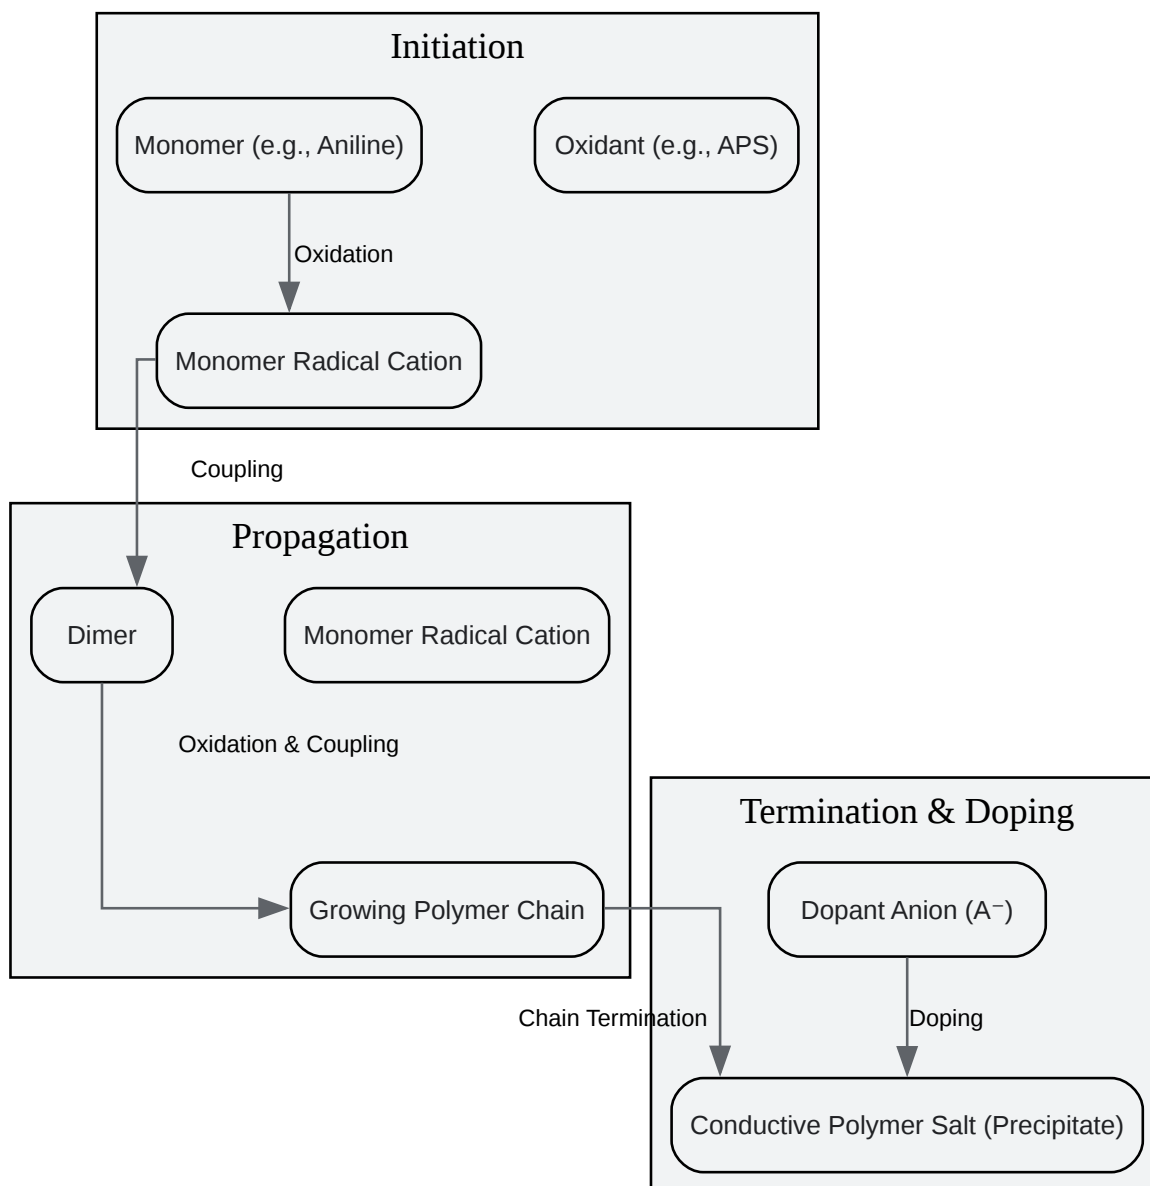 Initiation
Monomer (e.g., Aniline)
Oxidant (e.g., APS)
Oxidation
Monomer Radical Cation
Coupling
Propagation
Dimer
Monomer Radical Cation
Oxidation & Coupling
Growing Polymer Chain
Termination & Doping
Dopant Anion (A⁻)
Chain Termination
Doping
Conductive Polymer Salt (Precipitate)